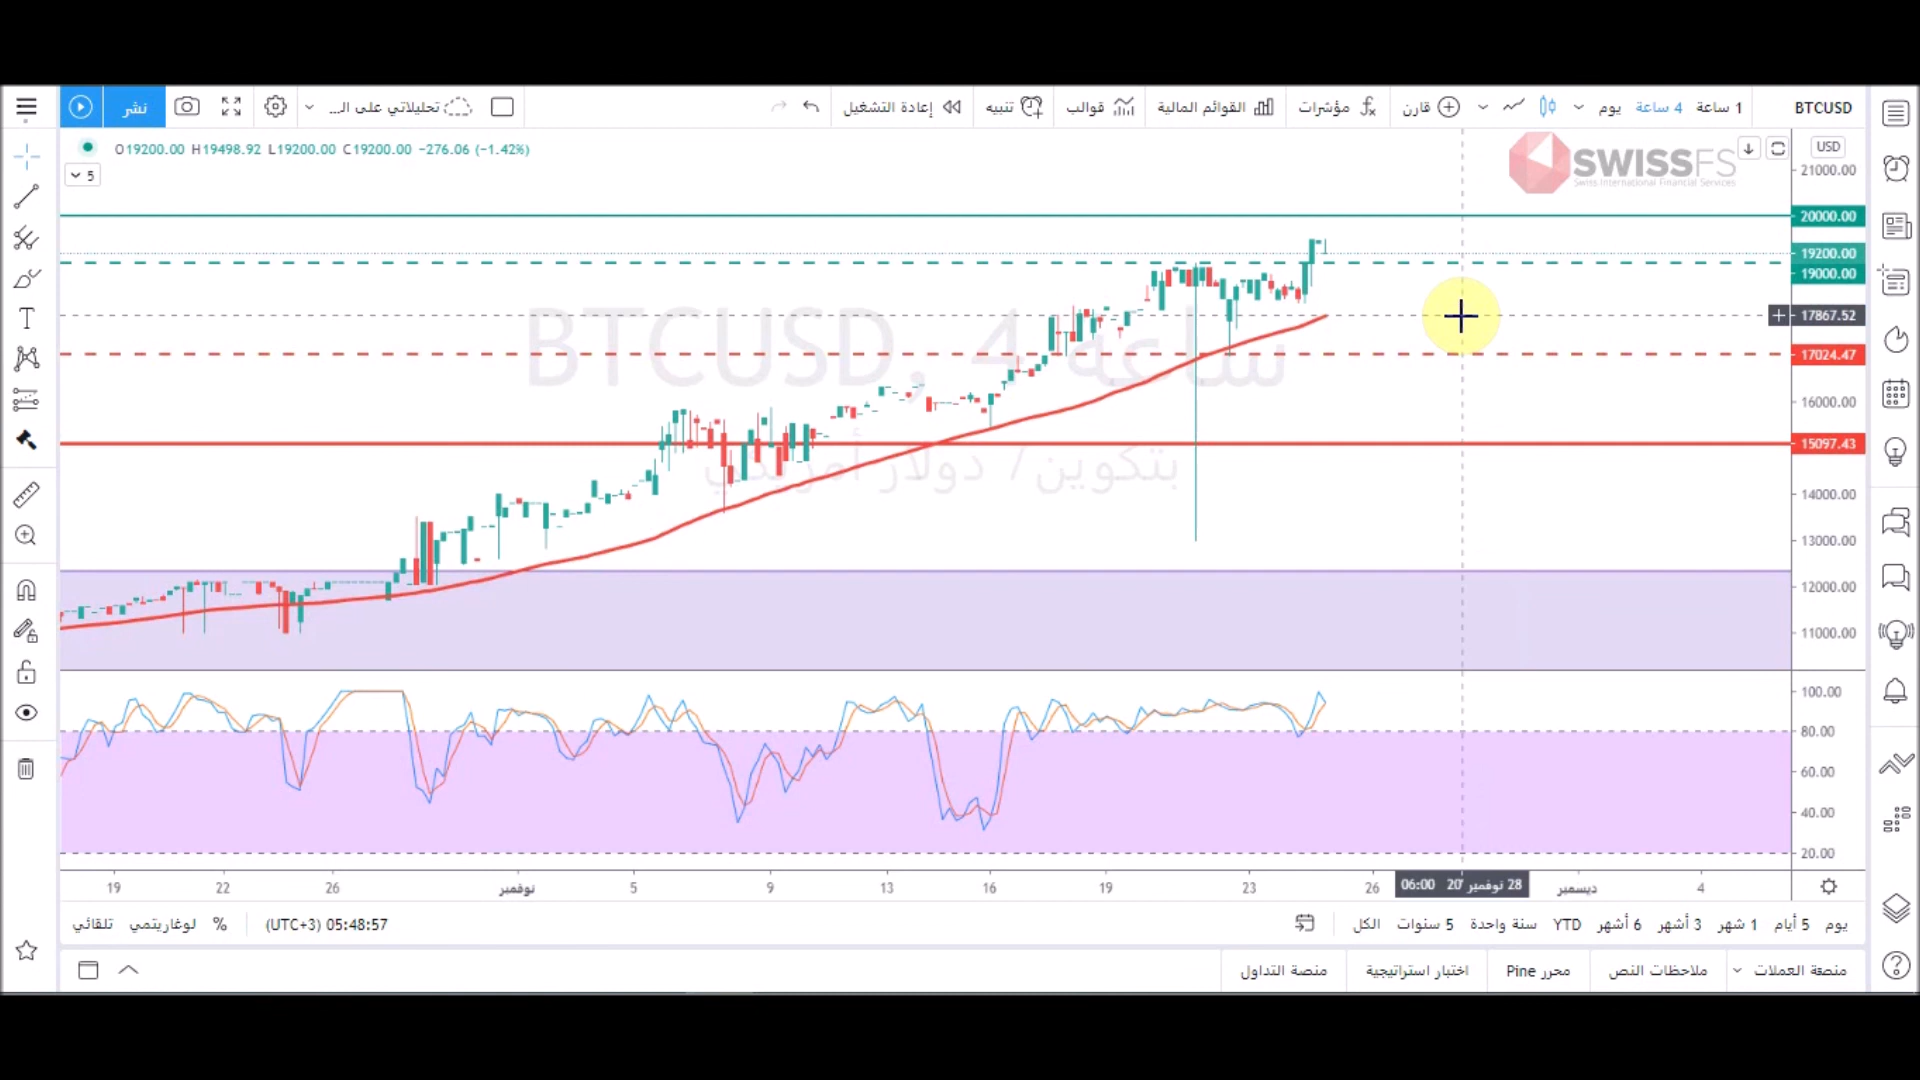 نشر
تحليلاتي على الـ...
إعادة التشغيل
تنبيه
قوالب
القوائم المالية
مؤشرات
قارن
يوم
4 ساعة
1 ساعة
BTCUSD
O19200.00 H19498.92 L19200.00 C19200.00 −276.06 (−1.42%)
5
SWISSFS
Swiss International Financial Services
USD
21000.00
20000.00
19200.00
19000.00
17867.52
17024.47
16000.00
15097.43
14000.00
13000.00
12000.00
11000.00
BTCUSD, 4 ساعة
بتكوين / دولار أمريكي
100.00
80.00
60.00
40.00
20.00
19 22 26 نوفمبر 5 9 13 16 19 23 26 28 نوفمبر '20 06:00 ديسمبر 4
تلقائي لوغاريتمي % 05:48:57 (UTC+3)
الكل 5 سنوات سنة واحدة YTD 6 أشهر 3 أشهر 1 شهر 5 أيام يوم
منصة التداول اختبار استراتيجية محرر Pine ملاحظات النص منصقة العملات